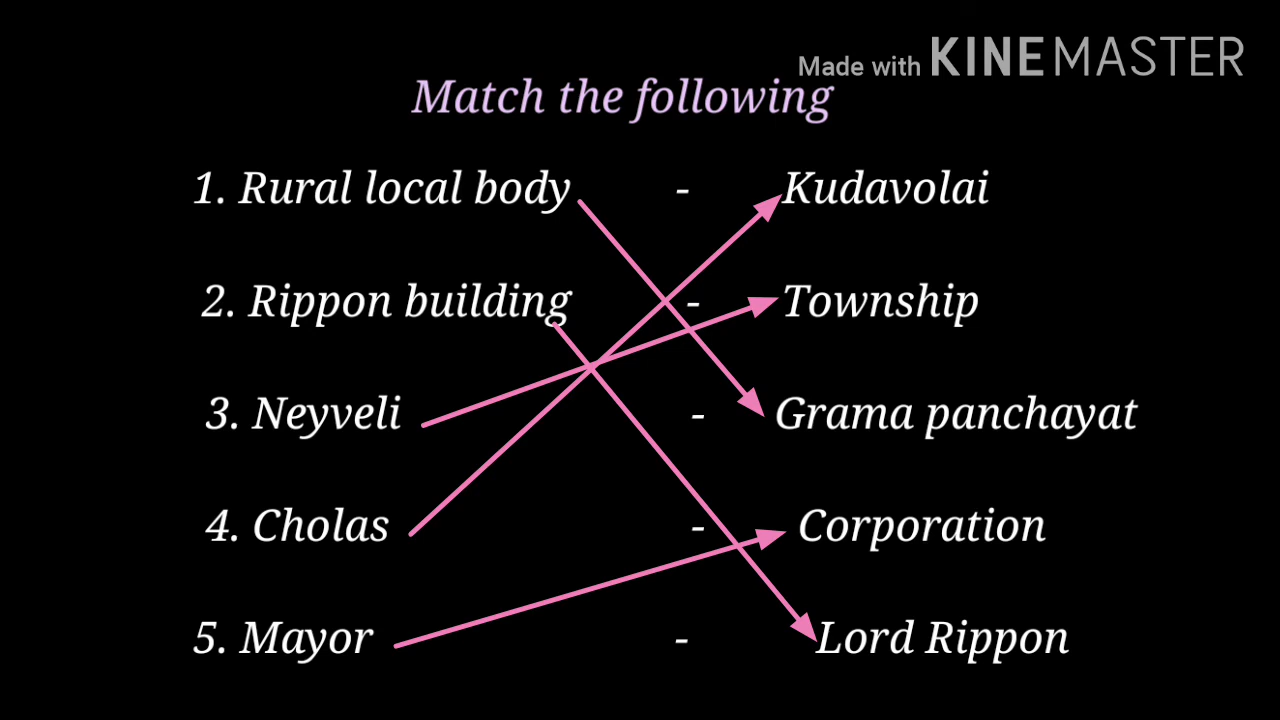 Made with KINEMASTER
Match the following
1. Rural local body - Kudavolai
2. Rippon building - Township
3. Neyveli - Grama panchayat
4. Cholas - Corporation
5. Mayor - Lord Rippon